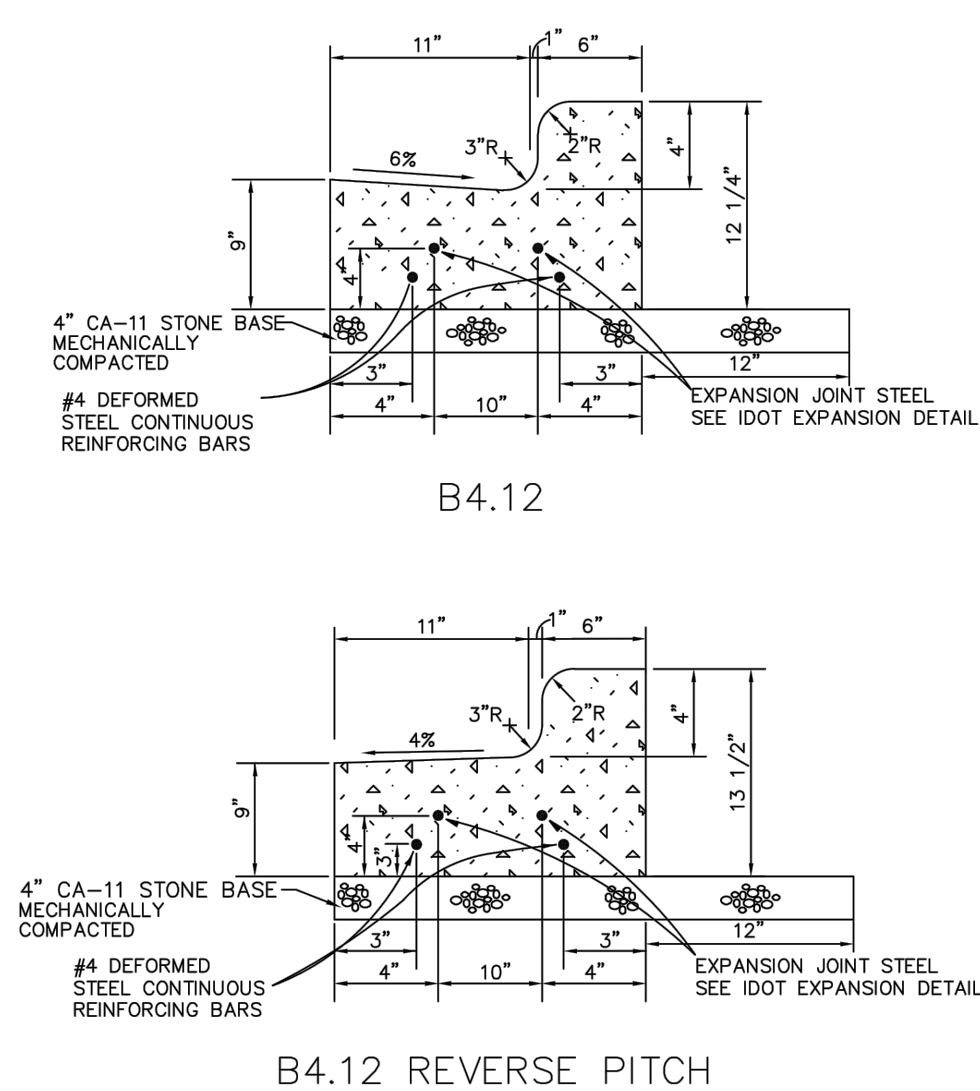 11" 1" 6"
3"R 2"R 4"
6%
9" 4" 12 1/4"
4" CA-11 STONE BASE
MECHANICALLY
COMPACTED
3" 3" 12"
#4 DEFORMED
STEEL CONTINUOUS
REINFORCING BARS
4" 10" 4"
EXPANSION JOINT STEEL
SEE IDOT EXPANSION DETAIL
B4.12
11" 1" 6"
3"R 2"R 4"
4%
9" 4" 3" 13 1/2"
4" CA-11 STONE BASE
MECHANICALLY
COMPACTED
3" 3" 12"
#4 DEFORMED
STEEL CONTINUOUS
REINFORCING BARS
4" 10" 4"
EXPANSION JOINT STEEL
SEE IDOT EXPANSION DETAIL
B4.12 REVERSE PITCH